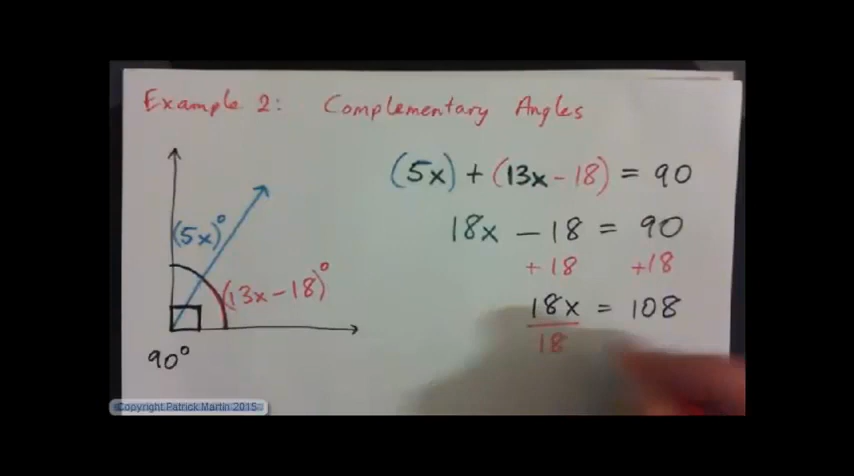 Example 2: Complementary Angles
(5x) + (13x - 18) = 90
18x - 18 = 90
+ 18 +18
18x = 108
18
(5x)°
(13x - 18)°
90°
Copyright Patrick Martin 2015